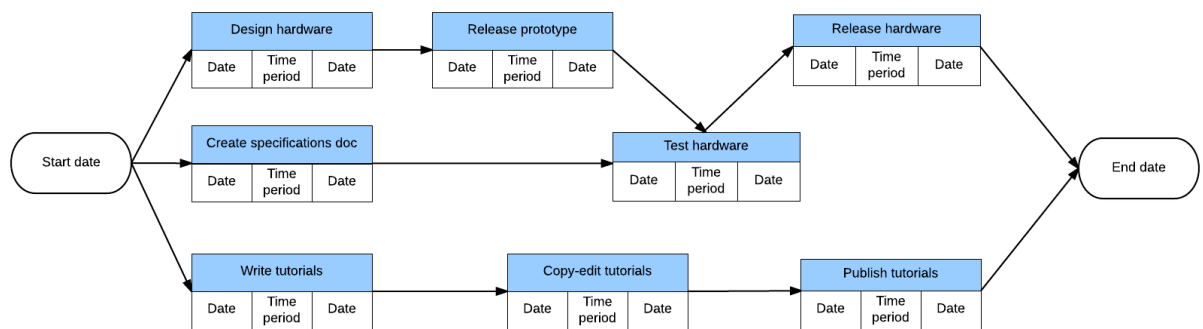 Design hardware
Date Time period Date
Release prototype
Date Time period Date
Release hardware
Date Time period Date
Start date
Create specifications doc
Date Time period Date
Test hardware
Date Time period Date
End date
Write tutorials
Date Time period Date
Copy-edit tutorials
Date Time period Date
Publish tutorials
Date Time period Date